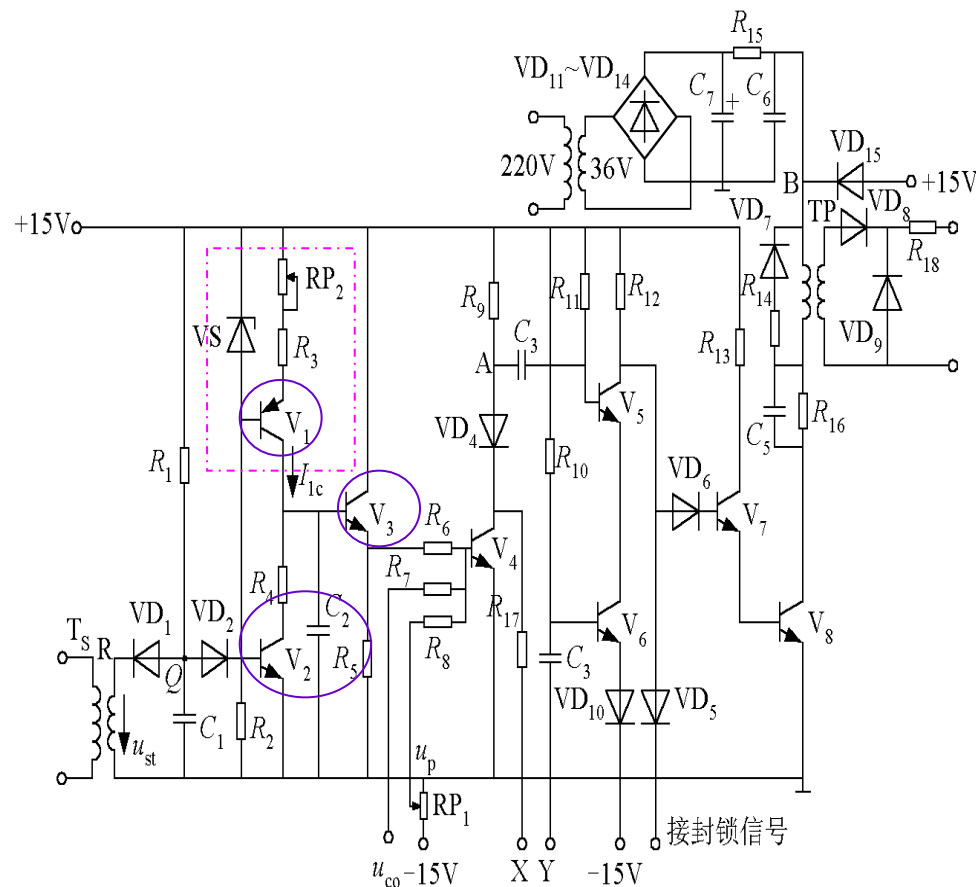 R15
VD11~VD14
C7
+
C6
220V
36V
B
VD15
+15V
+15V
VD7
TP
VD8
R18
RP2
R9
R11
R12
R14
VS
R3
C3
A
R13
VD9
V1
VD4
V5
R16
C5
R1
I1c
R10
VD6
V3
R6
V4
V7
R4
R7
C2
R17
TS
R
VD1
VD2
V2
R5
R8
V6
V8
Q
C3
C1
R2
VD10
VD5
ust
up
RP1
接封锁信号
uco
-15V
X
Y
-15V